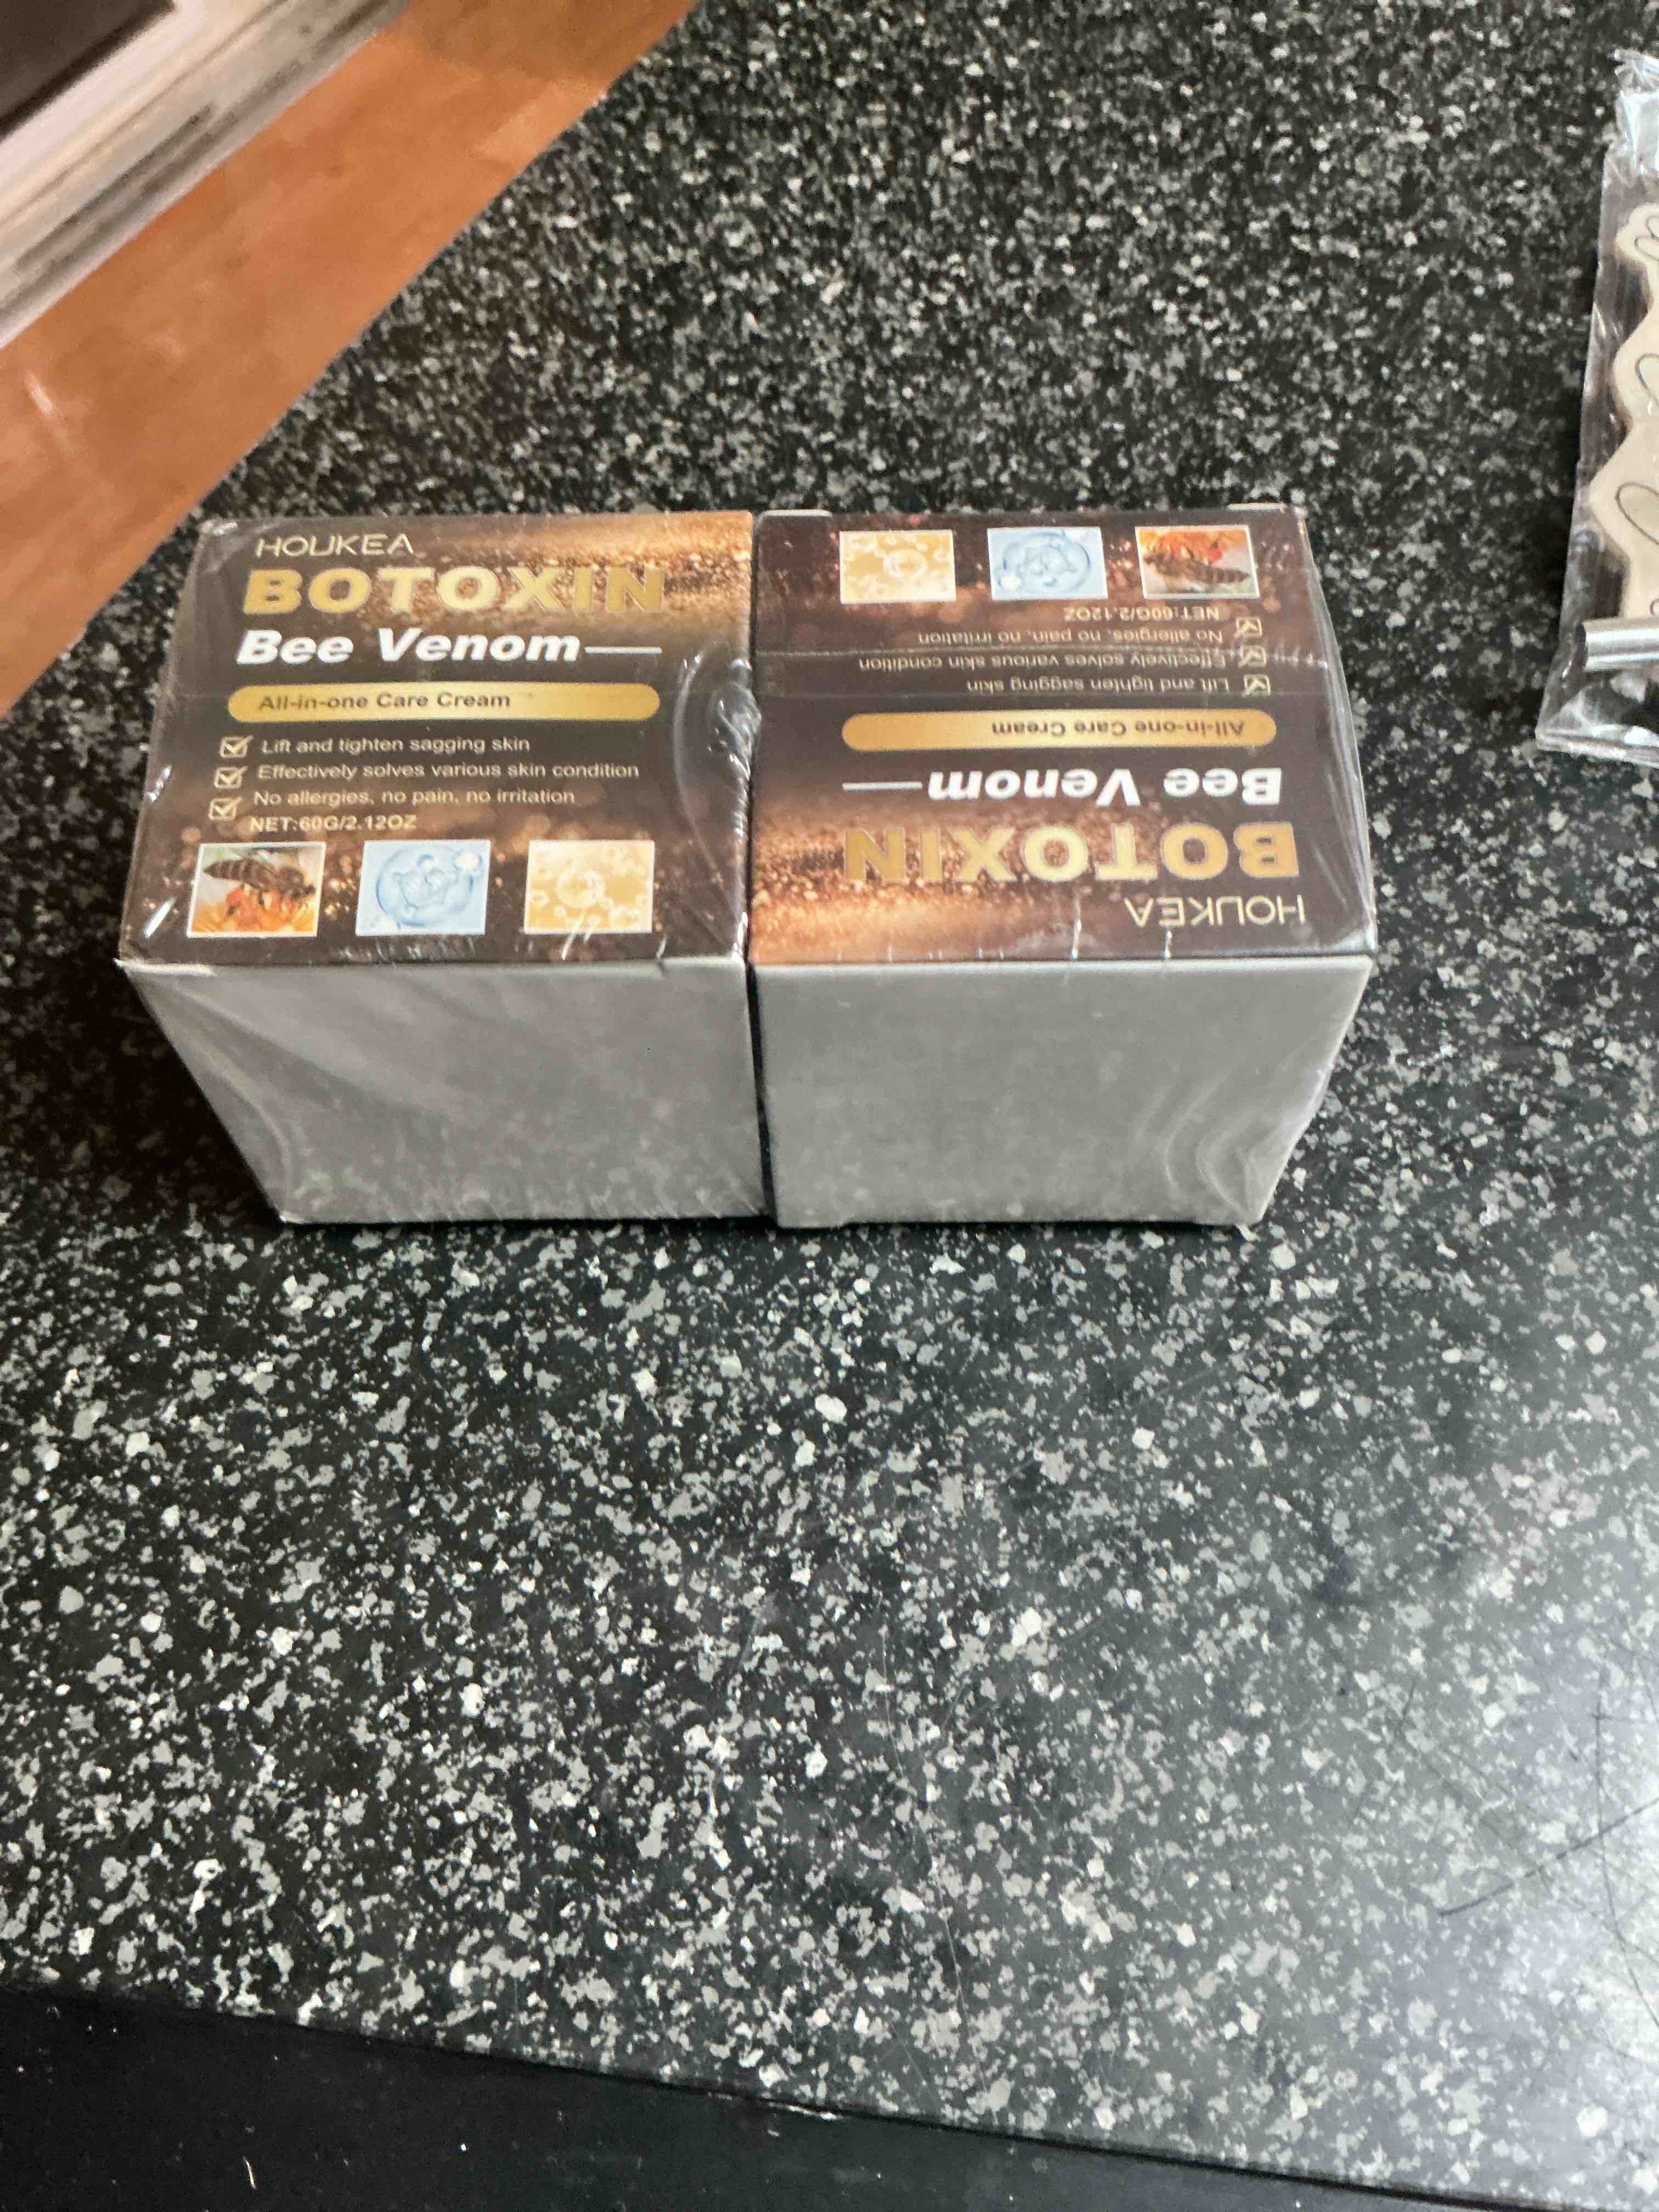 HOUKEA
BOTOXIN
Bee Venom
All-in-one Care Cream
Lift and tighten sagging skin
Effectively solves various skin condition
No allergies, no pain, no irritation
NET:60G/2.12OZ
HOUKEA
BOTOXIN
Bee Venom
All-in-one Care Cream
Lift and tighten sagging skin
Effectively solves various skin condition
No allergies, no pain, no irritation
NET:60G/2.12OZ